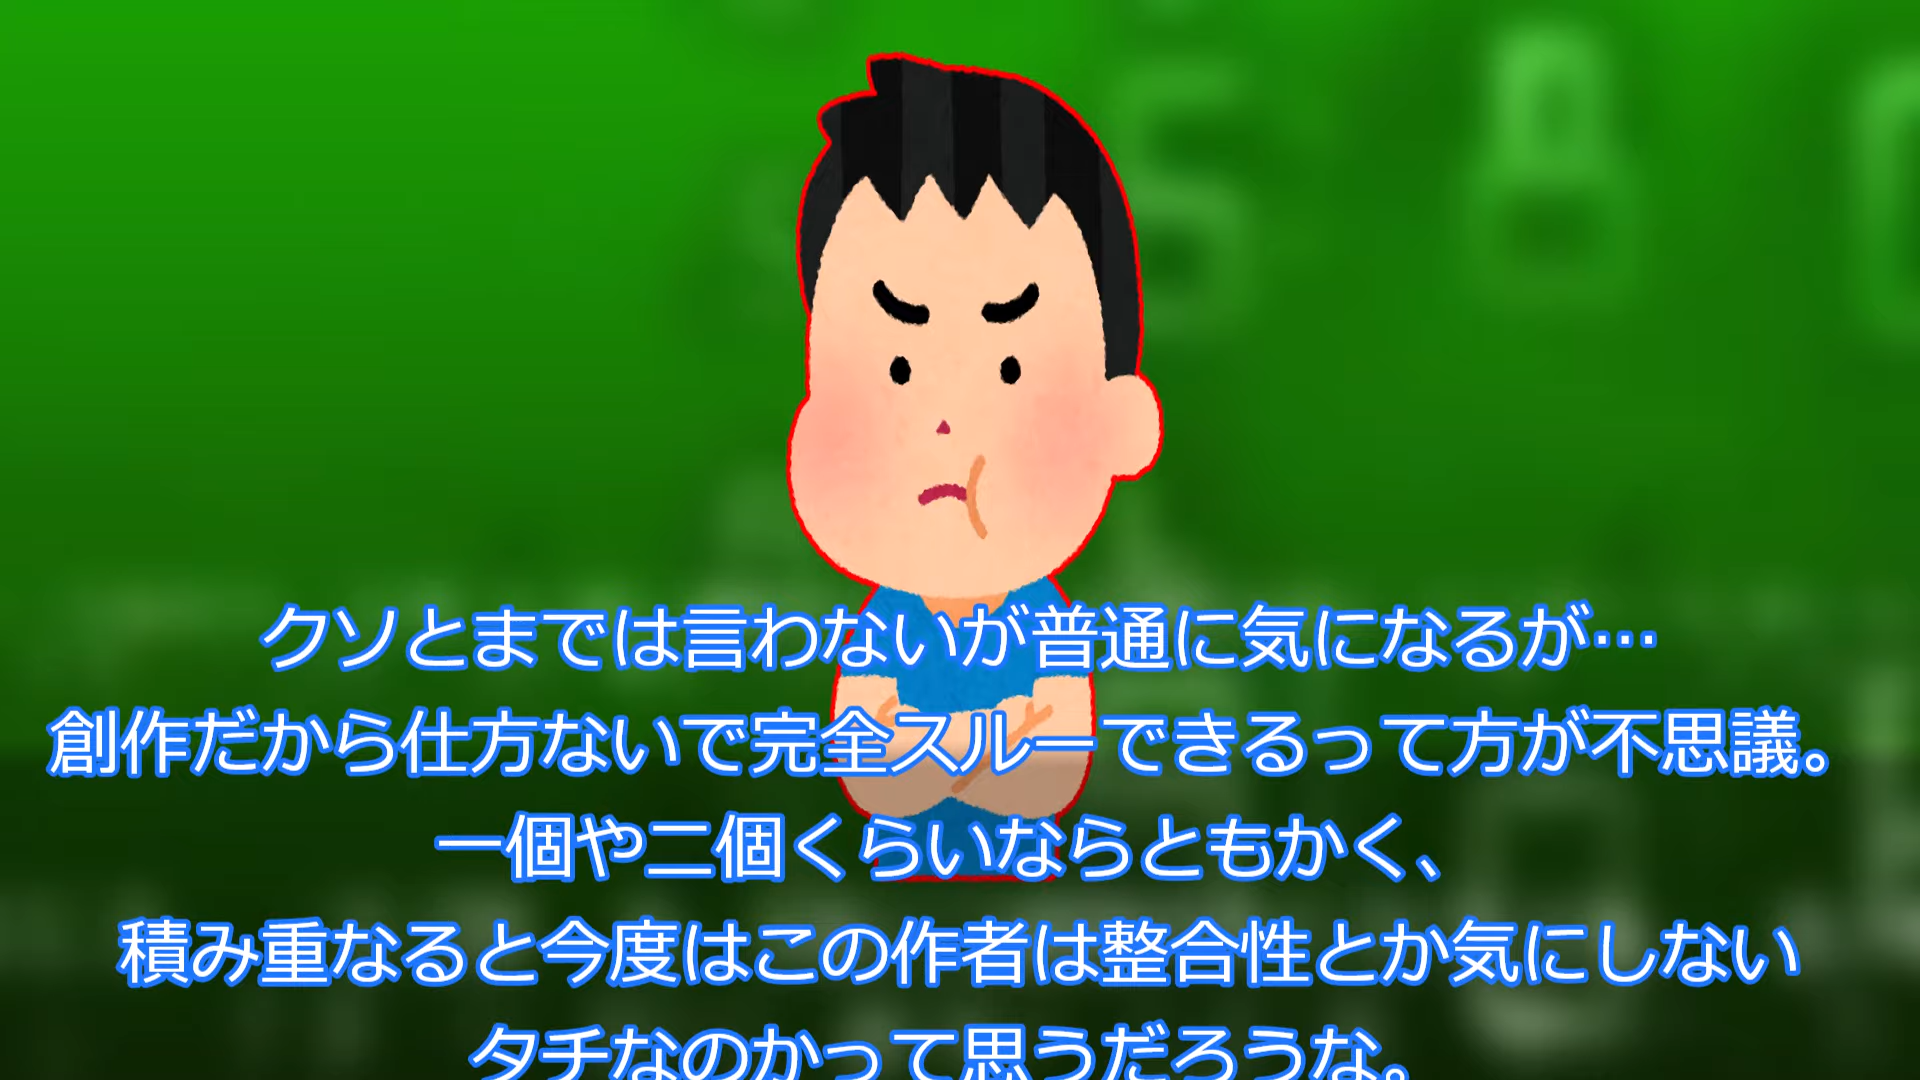 クソとまでは言わないが普通に気になるが…
創作だから仕方ないで完全スルーできるって方が不思議。
一個や二個くらいならともかく、
積み重なると今度はこの作者は整合性とか気にしない
タチなのかって思うだろうな。